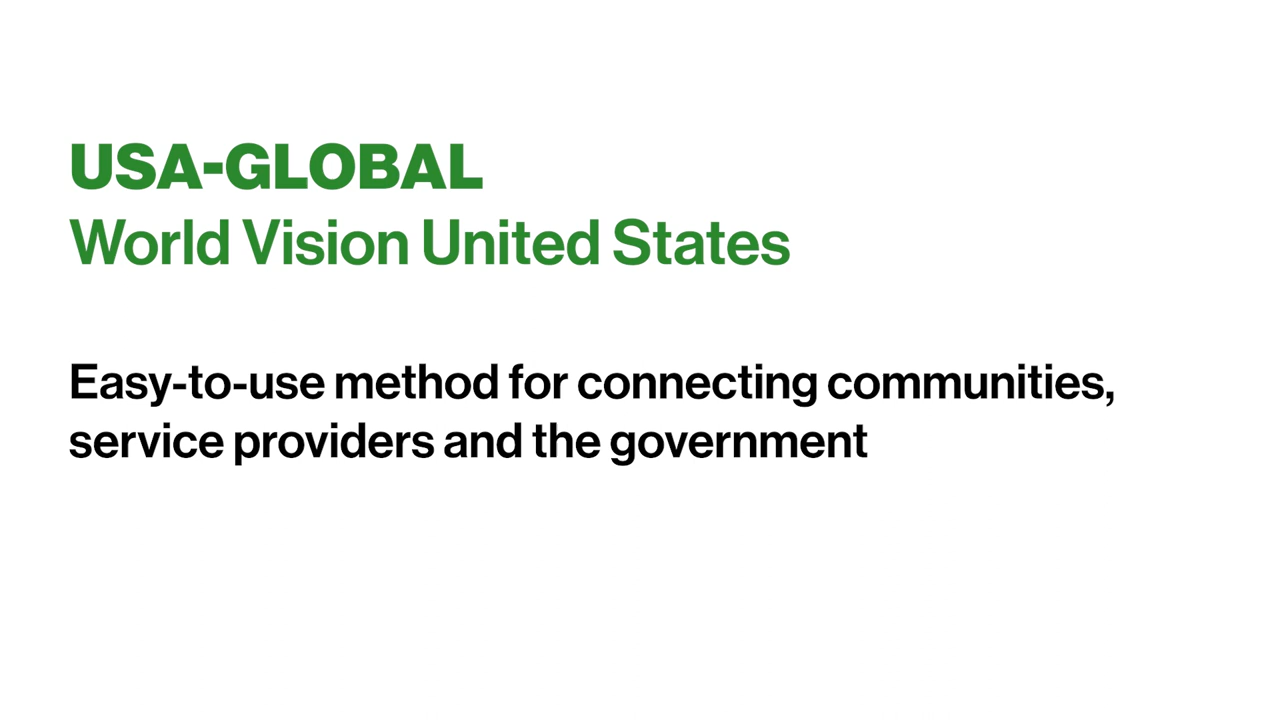 USA-GLOBAL
World Vision United States
Easy-to-use method for connecting communities,
service providers and the government